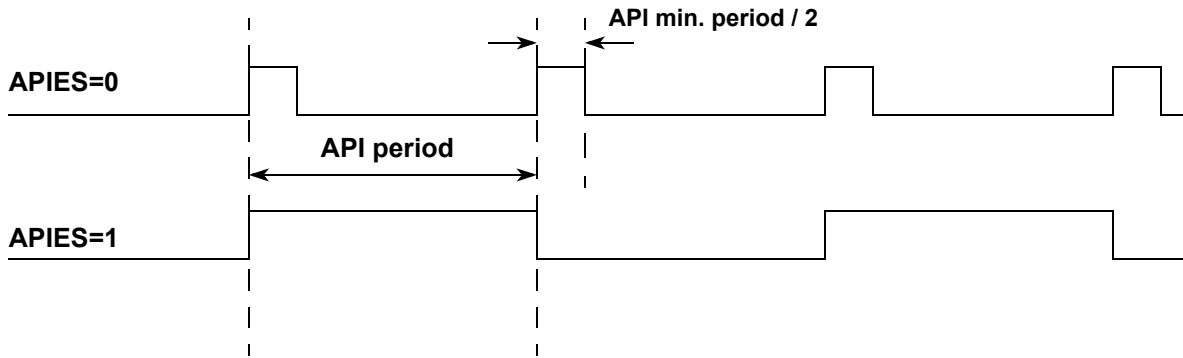 API min. period / 2
APIES=0
API period
APIES=1